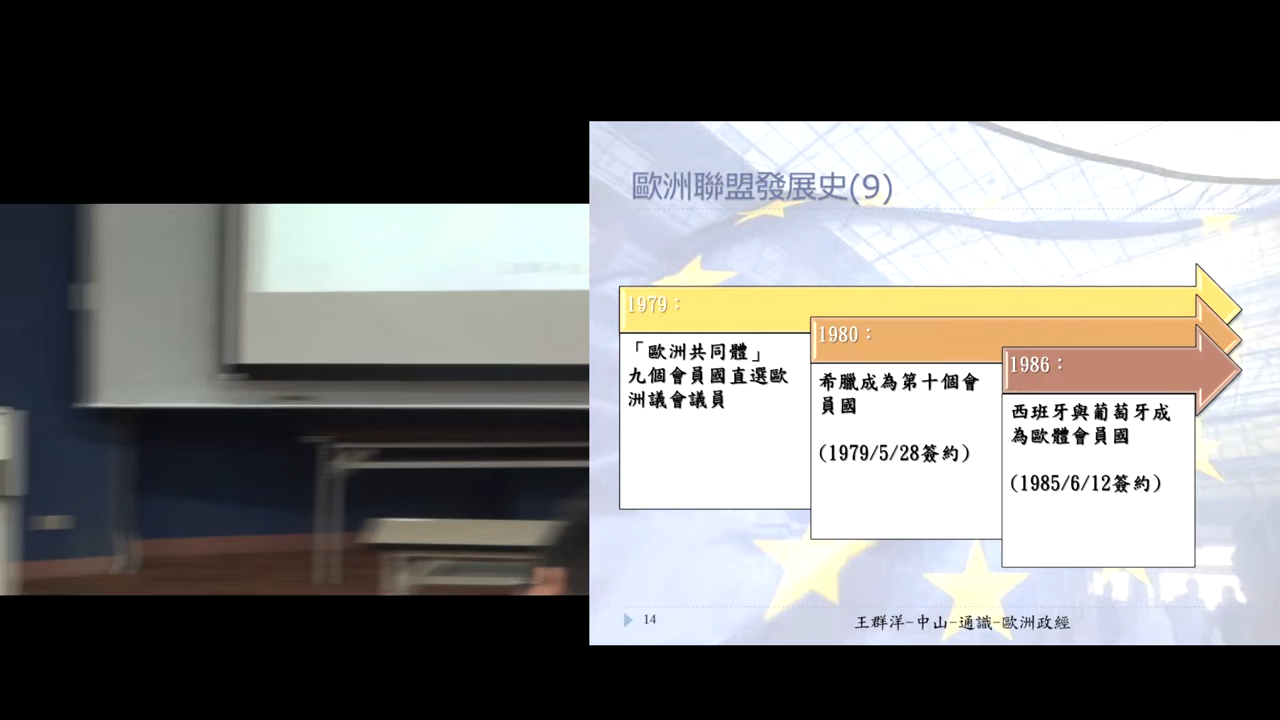 歐洲聯盟發展史(9)
1979：
「歐洲共同體」
九個會員國直選歐
洲議會議員
1980：
希臘成為第十個會
員國
(1979/5/28簽約)
1986：
西班牙與葡萄牙成
為歐體會員國
(1985/6/12簽約)
14
王群洋-中山-通識-歐洲政經